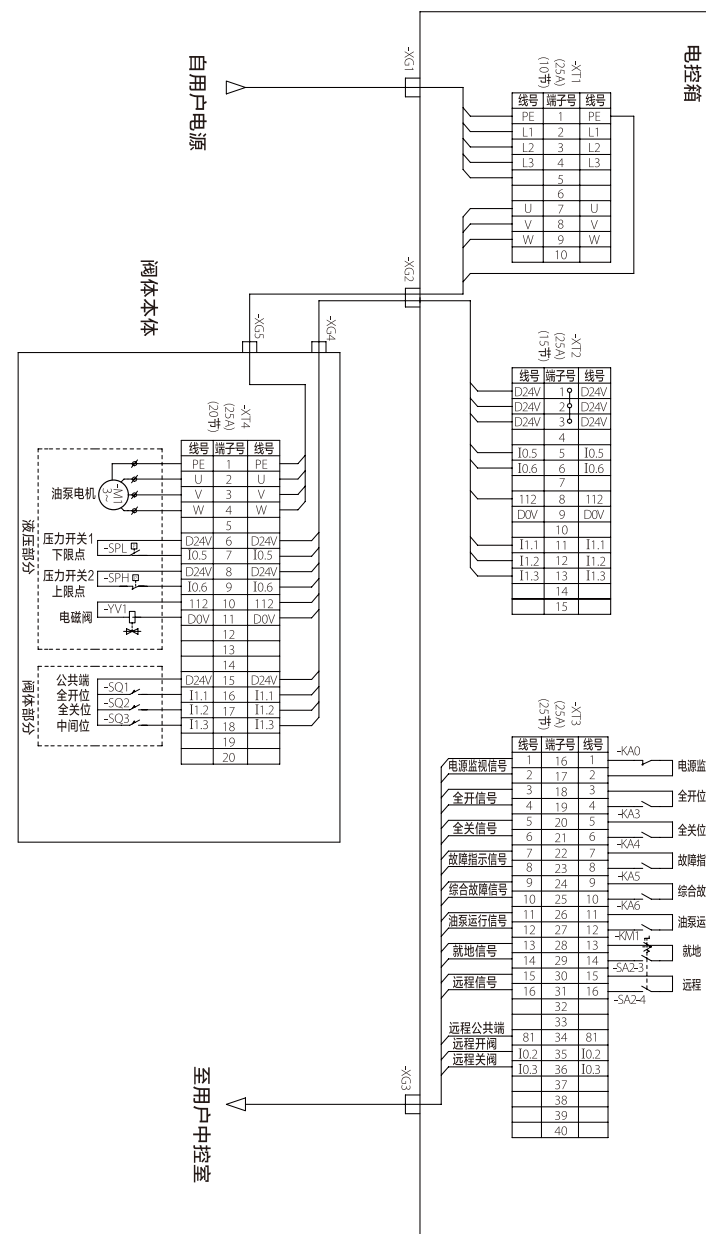 电控箱
-XT1
(25A)
(10节)
线号 端子号 线号
PE 1 PE
L1 2 L1
L2 3 L2
L3 4 L3
5
6
U 7 U
V 8 V
W 9 W
10
-XG1
自用户电源
-XG2
-XT2
(25A)
(15节)
线号 端子号 线号
D24V 1 D24V
D24V 2 D24V
D24V 3 D24V
4
I0.5 5 I0.5
I0.6 6 I0.6
7
112 8 112
D0V 9 D0V
10
I1.1 11 I1.1
I1.2 12 I1.2
I1.3 13 I1.3
14
15
阀体本体
-XG5
-XG4
-XT4
(25A)
(20节)
线号 端子号 线号
PE 1 PE
U 2 U
V 3 V
W 4 W
5
D24V 6 D24V
I0.5 7 I0.5
D24V 8 D24V
I0.6 9 I0.6
112 10 112
D0V 11 D0V
12
13
14
D24V 15 D24V
I1.1 16 I1.1
I1.2 17 I1.2
I1.3 18 I1.3
19
20
液压部分
油泵电机
-M1
3~
压力开关1
下限点
-SPL
压力开关2
上限点
-SPH
电磁阀
-YV1
阀体部分
公共端
全开位
-SQ1
全关位
-SQ2
中间位
-SQ3
-XT3
(25A)
(25节)
线号 端子号 线号
1 16 1
2 17 2
3 18 3
4 19 4
5 20 5
6 21 6
7 22 7
8 23 8
9 24 9
10 25 10
11 26 11
12 27 12
13 28 13
14 29 14
15 30 15
16 31 16
32
33
81 34 81
I0.2 35 I0.2
I0.3 36 I0.3
37
38
39
40
电源监视信号
全开信号
全关信号
故障指示信号
综合故障信号
油泵运行信号
就地信号
远程信号
远程公共端
远程开阀
远程关阀
-KA0
电源监
全开位
-KA3
全关位
-KA4
故障指
-KA5
综合故
-KA6
油泵运
-KM1
就地
-SA2-3
远程
-SA2-4
-XG3
至用户中控室